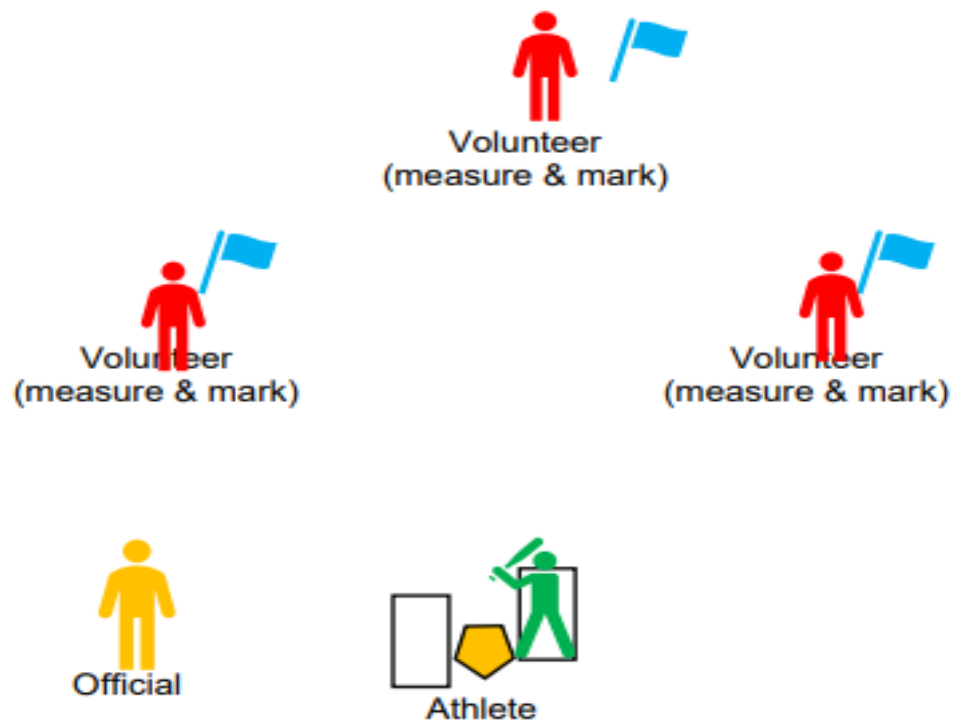 Volunteer
(measure & mark)
Volunteer
(measure & mark)
Volunteer
(measure & mark)
Official
Athlete